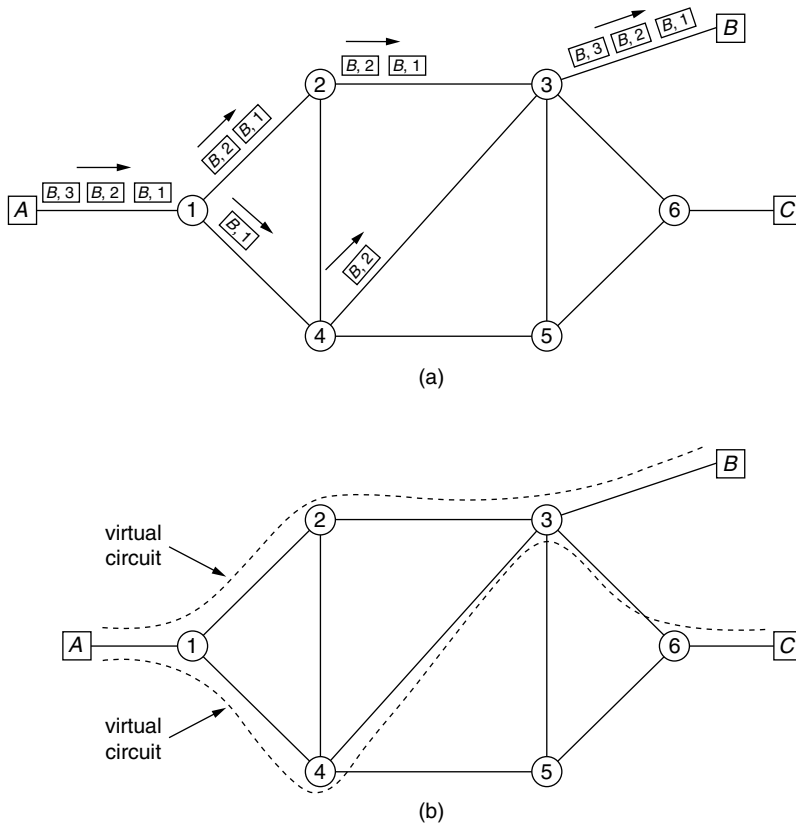 B, 2 B, 1
B, 3 B, 2 B, 1
B
2
3
B, 2 B, 1
B, 3 B, 2 B, 1
A
1
B, 1
6
C
B, 2
4
5
(a)
B
2
3
virtual
circuit
A
1
6
C
virtual
circuit
4
5
(b)